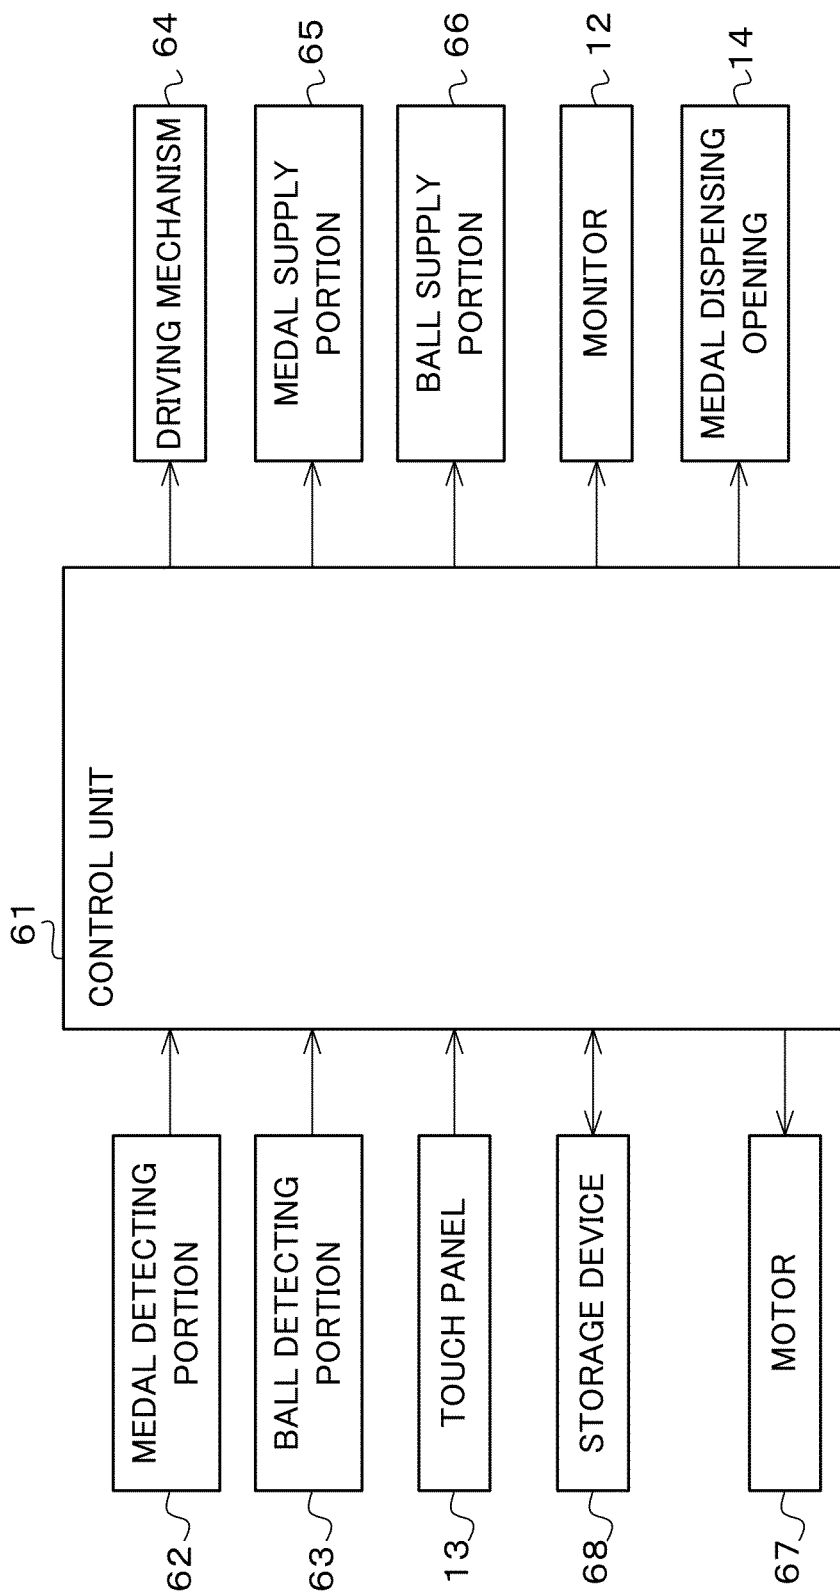 61
CONTROL UNIT
62
MEDAL DETECTING
PORTION
63
BALL DETECTING
PORTION
13
TOUCH PANEL
68
STORAGE DEVICE
67
MOTOR
DRIVING MECHANISM
64
MEDAL SUPPLY
PORTION
65
BALL SUPPLY
PORTION
66
MONITOR
12
MEDAL DISPENSING
OPENING
14